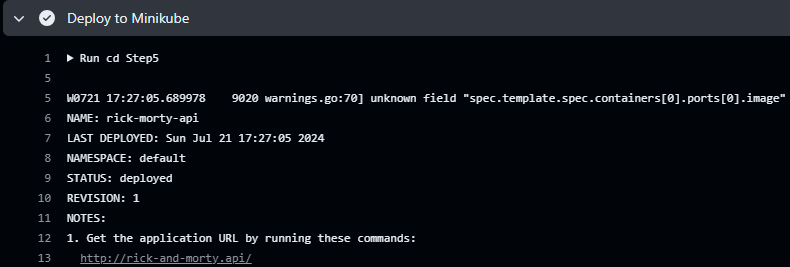 Deploy to Minikube
1 ▶ Run cd Step5
5
5 W0721 17:27:05.689978    9020 warnings.go:70] unknown field "spec.template.spec.containers[0].ports[0].image"
6 NAME: rick-morty-api
7 LAST DEPLOYED: Sun Jul 21 17:27:05 2024
8 NAMESPACE: default
9 STATUS: deployed
10 REVISION: 1
11 NOTES:
12 1. Get the application URL by running these commands:
13   http://rick-and-morty.api/